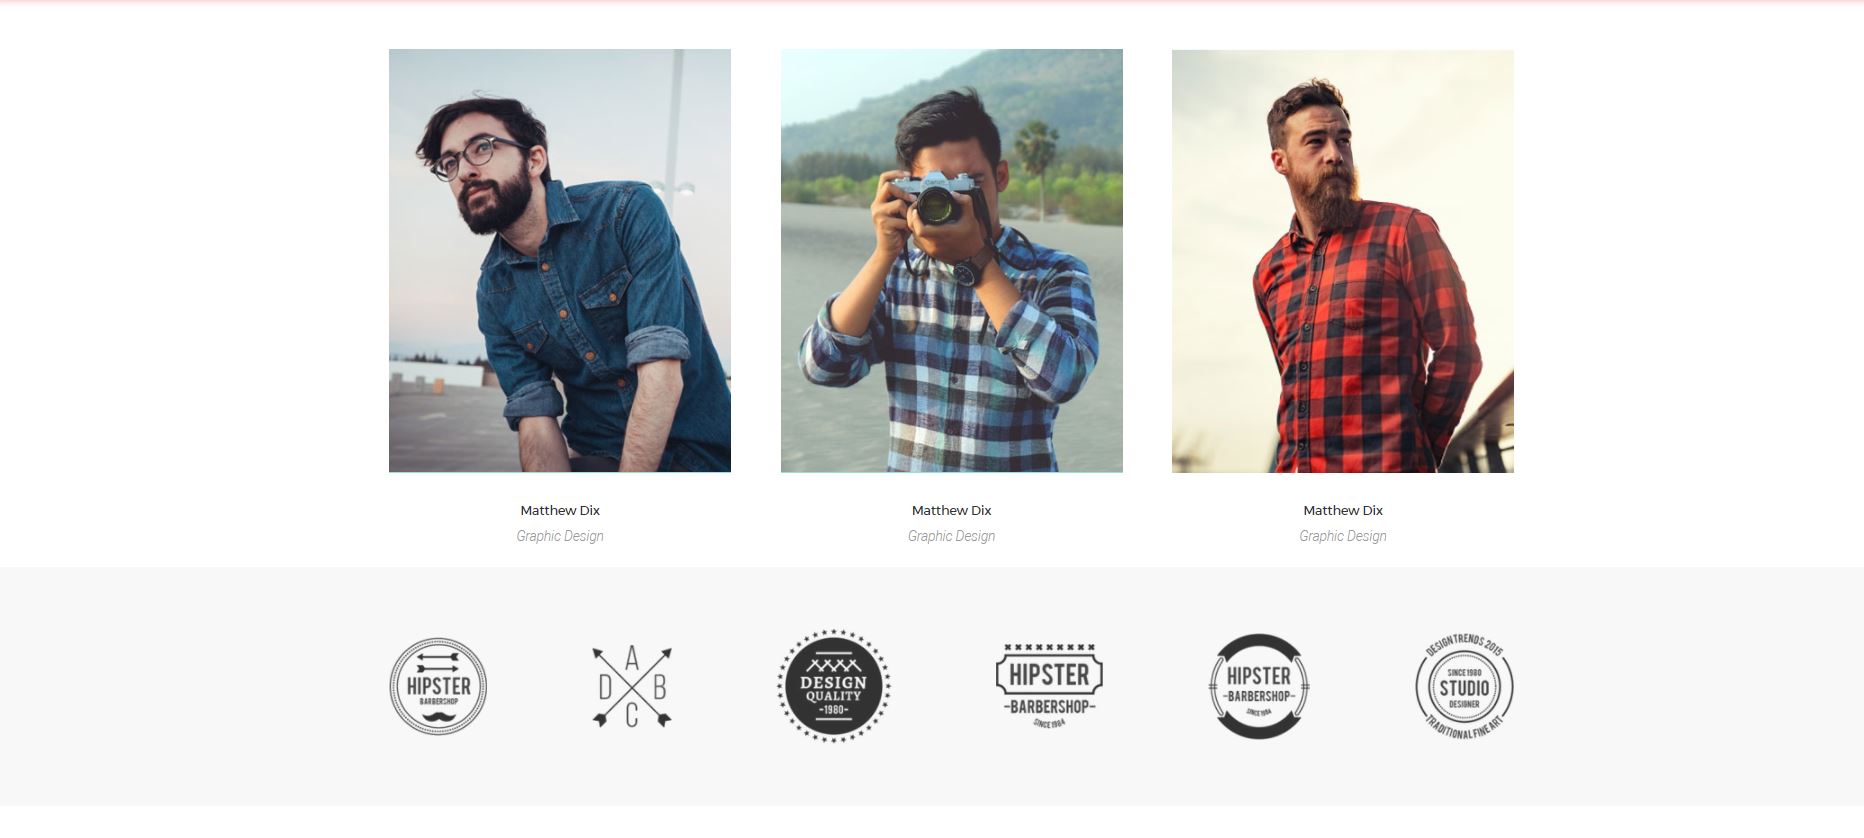 Canon
Matthew Dix
Graphic Design
Matthew Dix
Graphic Design
Matthew Dix
Graphic Design
HIPSTER
BARBERSHOP
A
D B
C
DESIGN
QUALITY
-1980-
HIPSTER
-BARBERSHOP-
SINCE 1984
HIPSTER
-BARBERSHOP-
SINCE 1984
DESIGN TRENDS 2015
SINCE 1980
STUDIO
DESIGNER
TRADITIONAL FINE ART